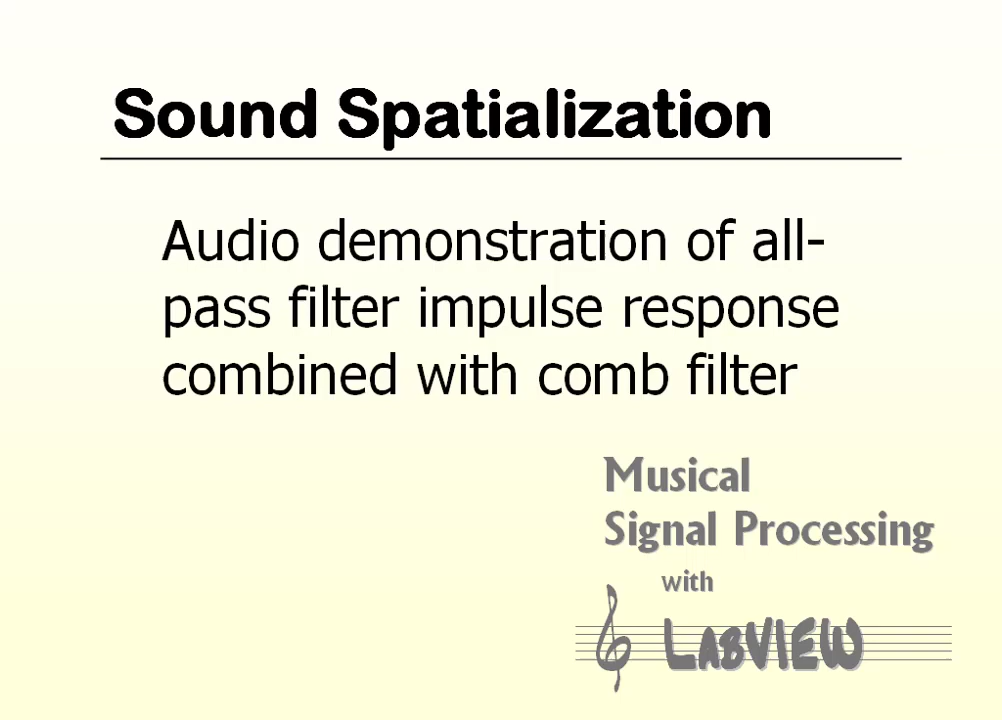 Sound Spatialization
Audio demonstration of all-
pass filter impulse response
combined with comb filter
Musical
Signal Processing
with
LABVIEW